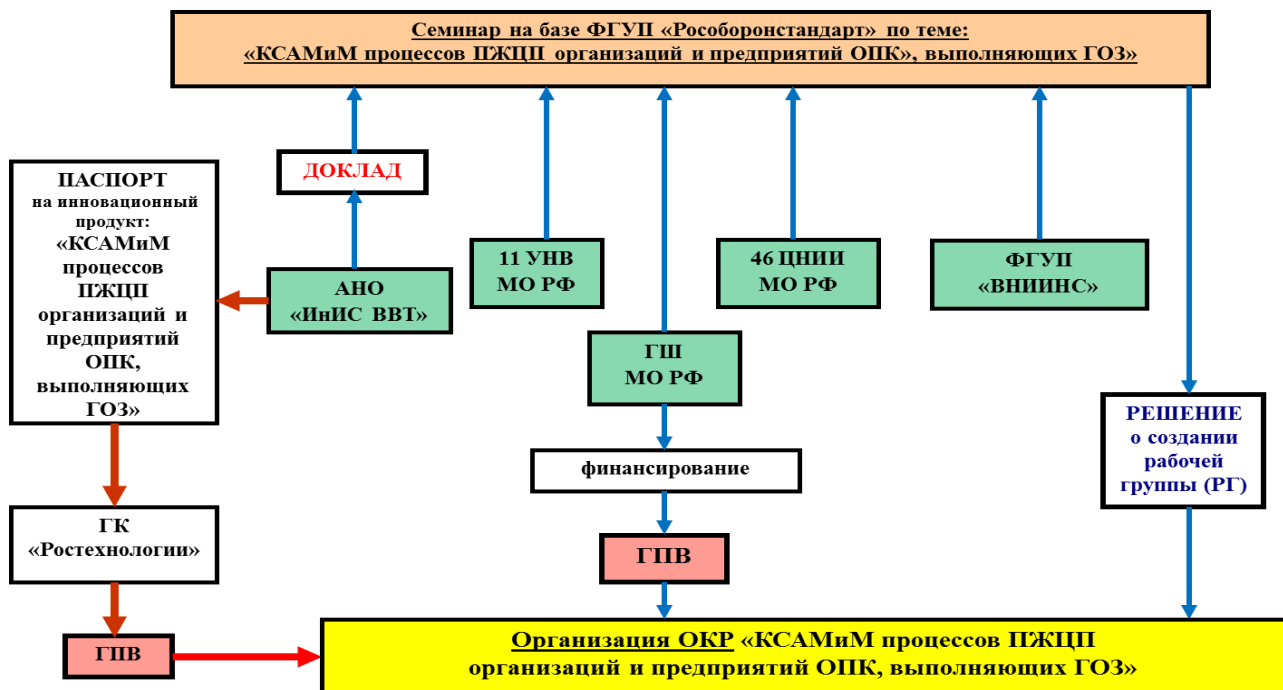 Семинар на базе ФГУП «Рособоронстандарт» по теме:
«КСАМиМ процессов ПЖЦП организаций и предприятий ОПК», выполняющих ГОЗ»
ДОКЛАД
ПАСПОРТ
на инновационный
продукт:
«КСАМиМ
процессов
ПЖЦП
организаций и
предприятий
ОПК,
выполняющих
ГОЗ»
АНО
«ИнИС ВВТ»
11 УНВ
МО РФ
46 ЦНИИ
МО РФ
ФГУП
«ВНИИНС»
ГШ
МО РФ
РЕШЕНИЕ
о создании
рабочей
группы (РГ)
финансирование
ГК
«Ростехнологии»
ГПВ
ГПВ
Организация ОКР «КСАМиМ процессов ПЖЦП
организаций и предприятий ОПК, выполняющих ГОЗ»